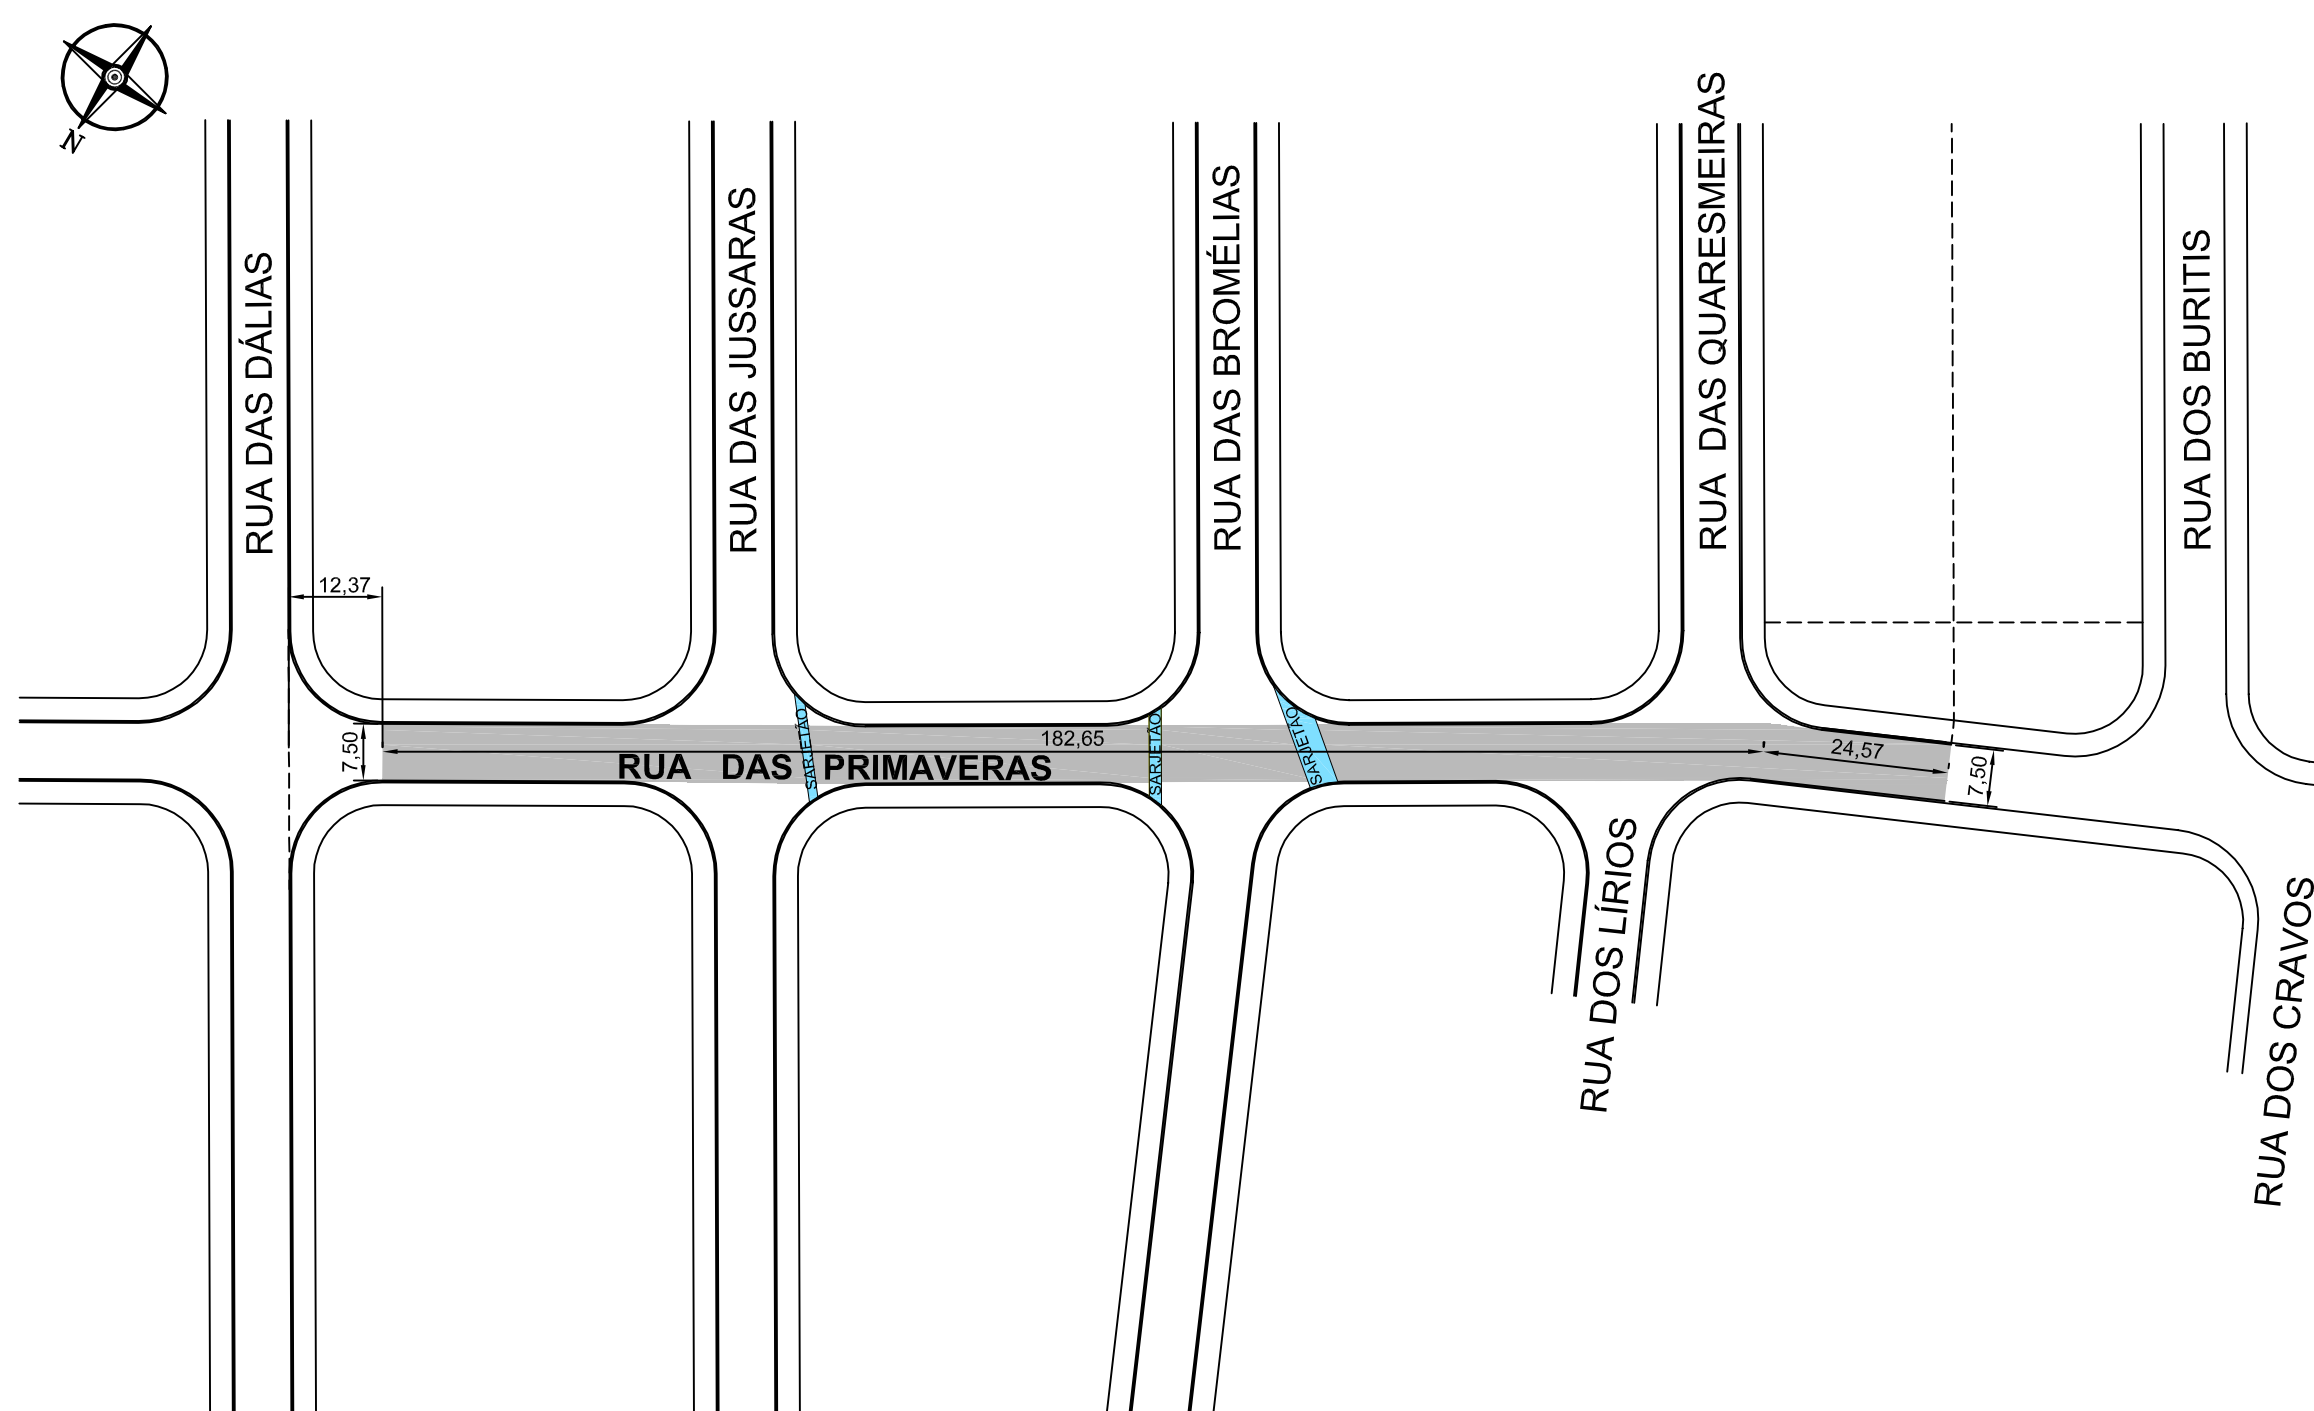 N
RUA DAS DÁLIAS
RUA DAS JUSSARAS
RUA DAS BROMÉLIAS
RUA DAS QUARESMEIRAS
RUA DOS BURITIS
12,37
7,50
SARJETÃO
182,65
SARJETÃO
SARJETÃO
24,57
7,50
RUA DAS PRIMAVERAS
RUA DOS LÍRIOS
RUA DOS CRAVOS